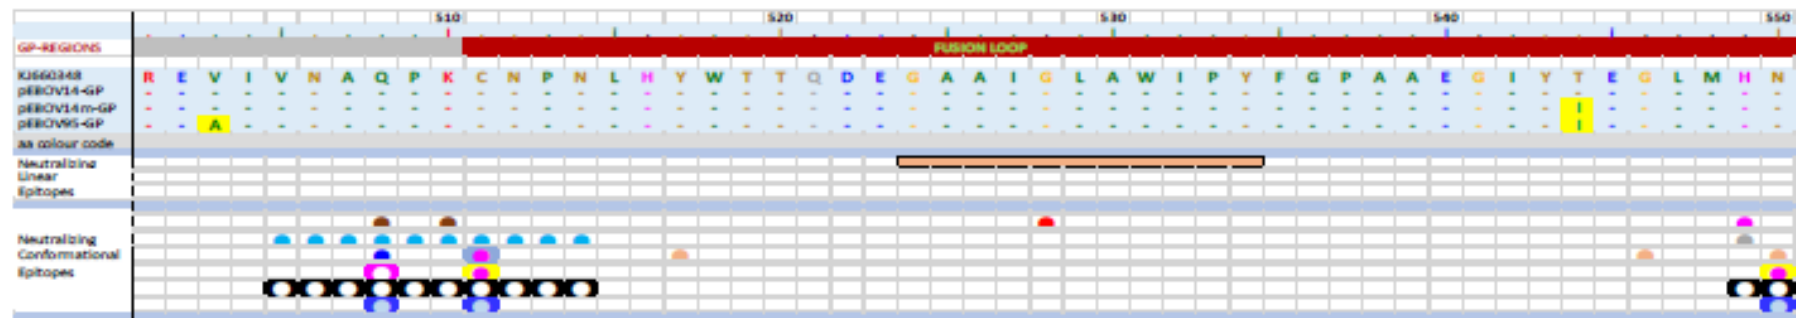 510 520 530 540 550
GP-REGIONS FUSION LOOP
KJ660348 R E V I V N A Q P K C N P N L H Y W T T Q D E G A A I G L A W I P Y F G P A A E G I Y T E G L M H N
pEBOV14-GP - - - - - - - - - - - - - - - - - - - - - - - - - - - - - - - - - - - - - - - - - - - - - - - - - -
pEBOV14m-GP - - - - - - - - - - - - - - - - - - - - - - - - - - - - - - - - - - - - - - - - - - - I - - - - - -
pEBOV95-GP - - A - - - - - - - - - - - - - - - - - - - - - - - - - - - - - - - - - - - - - - - - I - - - - - -
aa colour code
Neutralizing
Linear
Epitopes
Neutralizing
Conformational
Epitopes